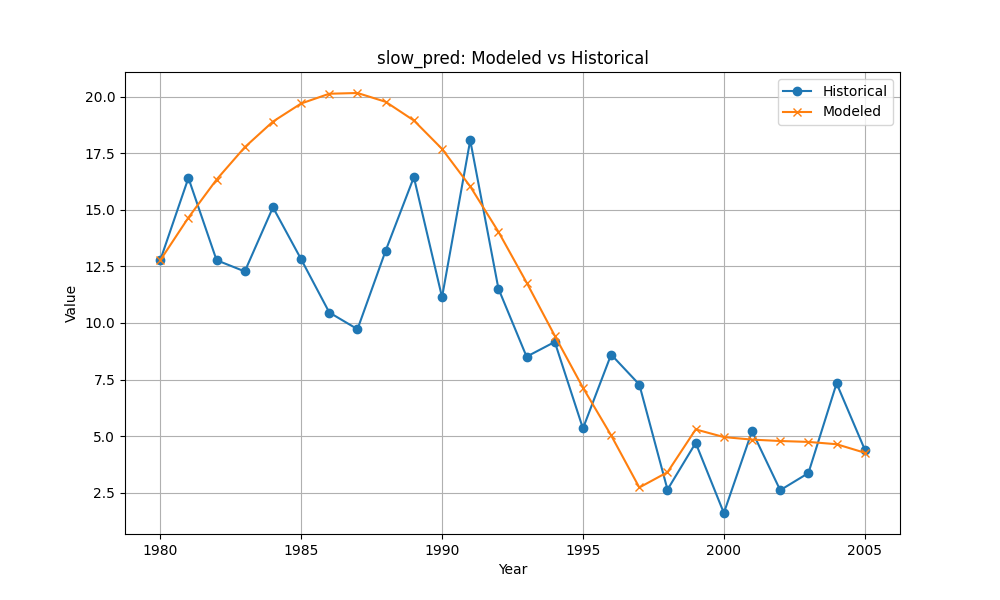 slow_pred: Modeled vs Historical
Historical
Modeled
Value
20.0
17.5
15.0
12.5
10.0
7.5
5.0
2.5
1980 1985 1990 1995 2000 2005
Year